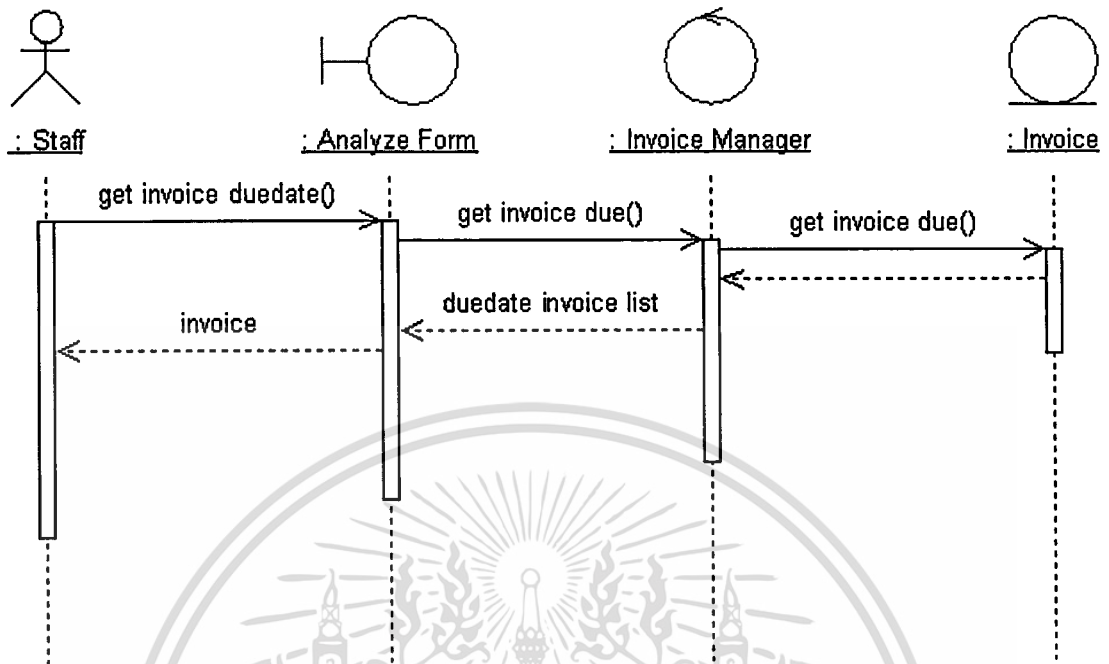 : Staff
: Analyze Form
: Invoice Manager
: Invoice
get invoice duedate()
get invoice due()
get invoice due()
duedate invoice list
invoice